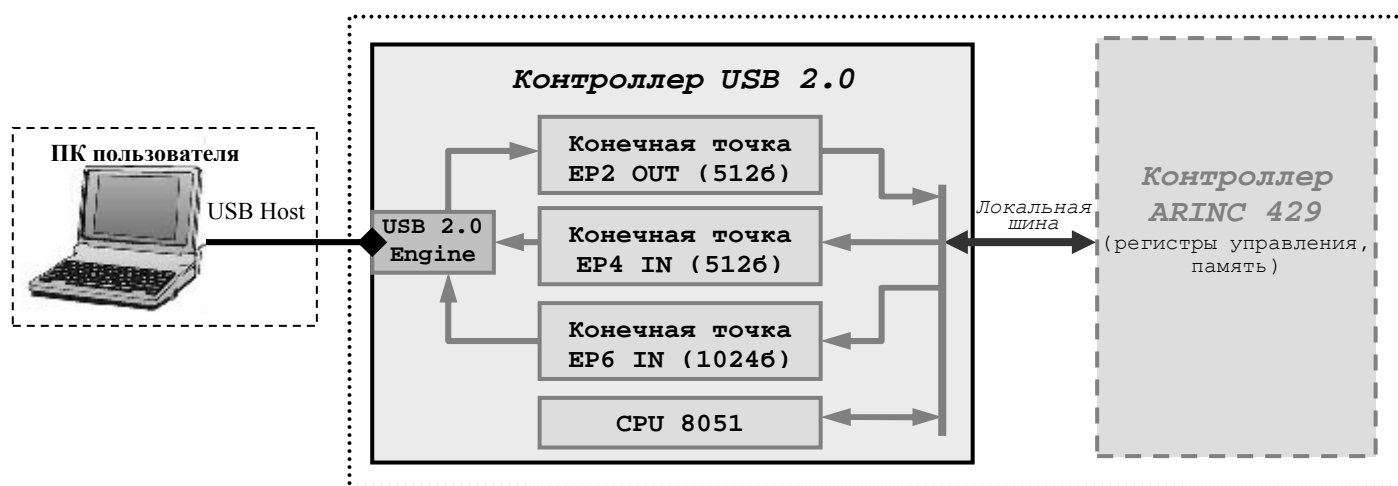 Контроллер USB 2.0
ПК пользователя
USB Host
USB 2.0
Engine
Конечная точка
EP2 OUT (512б)
Конечная точка
EP4 IN (512б)
Конечная точка
EP6 IN (1024б)
CPU 8051
Локальная
шина
Контроллер
ARINC 429
(регистры управления,
память)